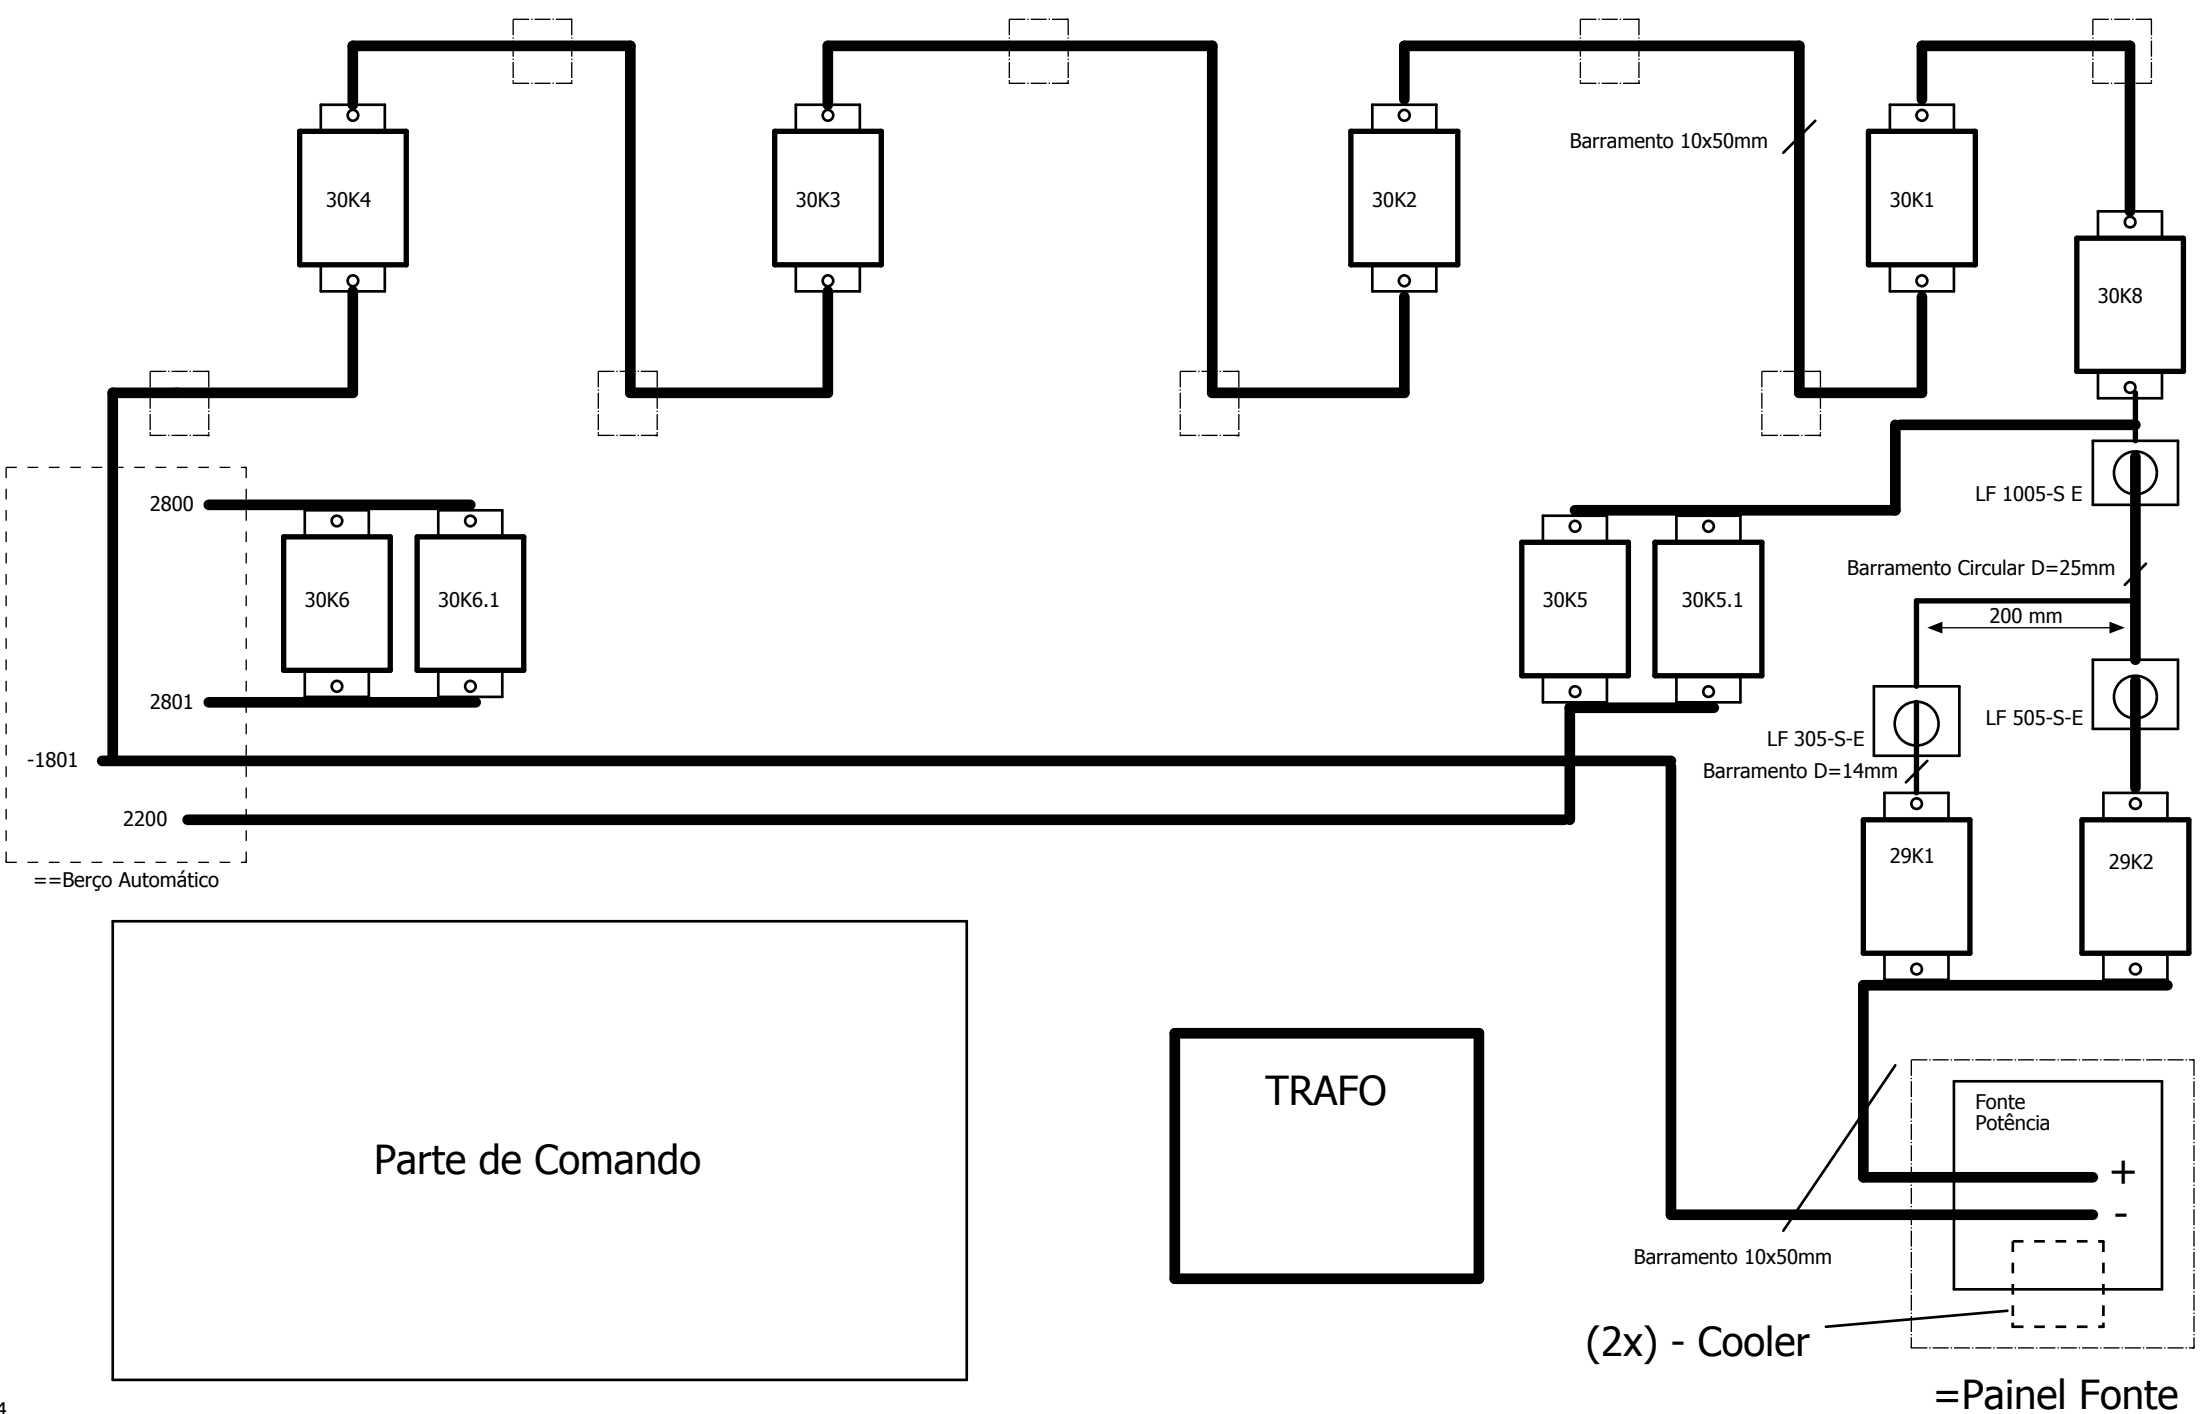 Barramento 10x50mm
30K4
30K3
30K2
30K1
30K8
2800
LF 1005-S E
Barramento Circular D=25mm
30K6
30K6.1
30K5
30K5.1
200 mm
2801
LF 505-S-E
LF 305-S-E
-1801
Barramento D=14mm
2200
29K1
29K2
==Berço Automático
TRAFO
Fonte
Potência
Parte de Comando
+
-
Barramento 10x50mm
(2x) - Cooler
=Painel Fonte
4